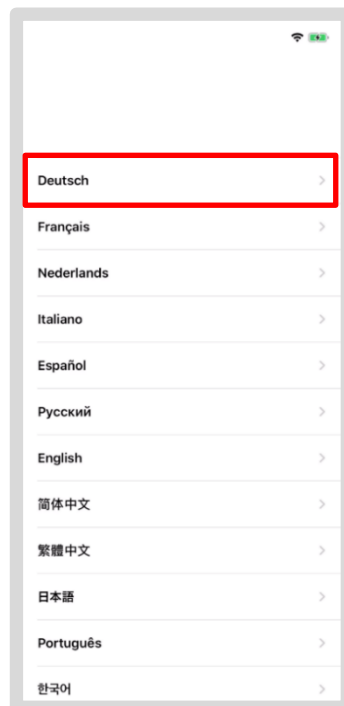 Deutsch
Français
Nederlands
Italiano
Español
Русский
English
简体中文
繁體中文
日本語
Português
한국어